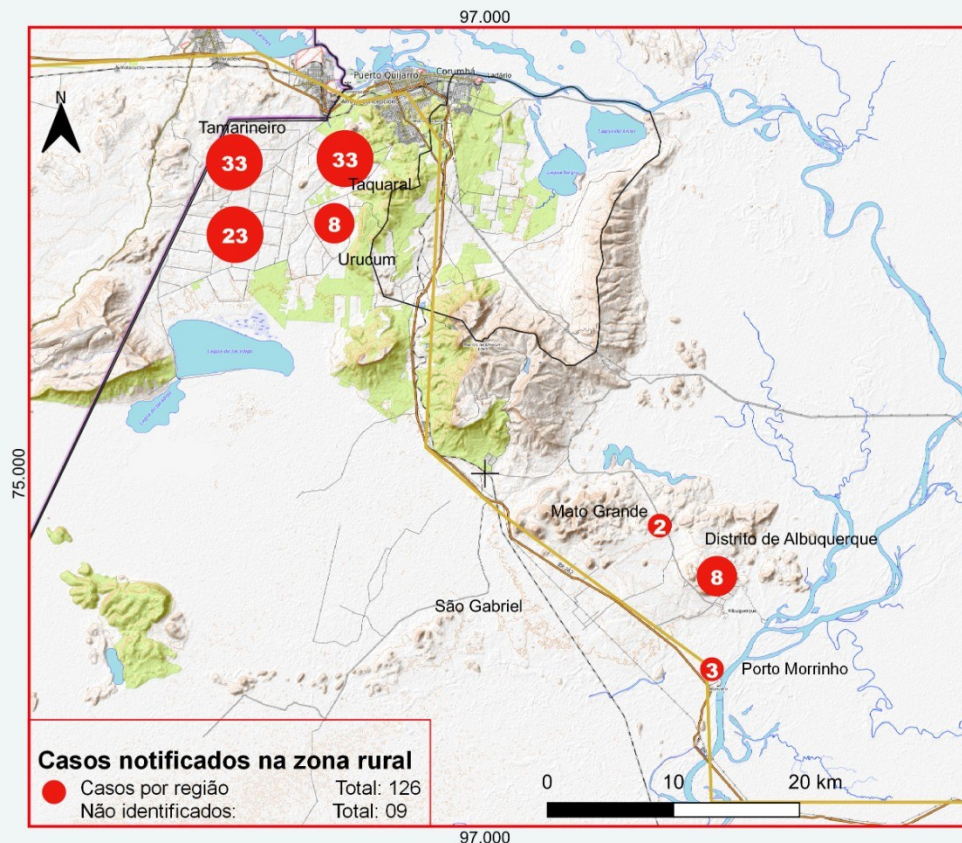 97.000
N
Puerto Quijarro
Corumbá
Ladário
Tamarineiro
33
33
Taquaral
23
8
Urucum
75.000
Mato Grande
2
Distrito de Albuquerque
8
Albuquerque
São Gabriel
3
Porto Morrinho
Casos notificados na zona rural
Casos por região Total: 126
Não identificados: Total: 09
0 10 20 km
97.000